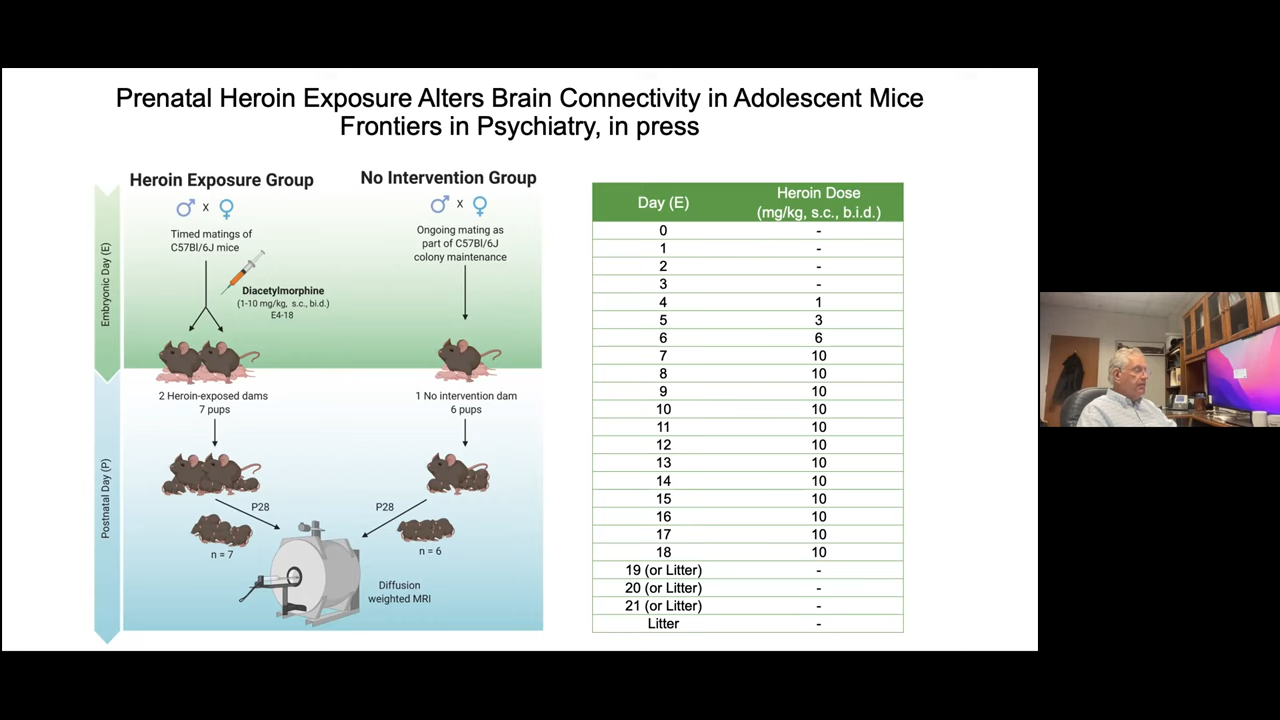 Prenatal Heroin Exposure Alters Brain Connectivity in Adolescent Mice
Frontiers in Psychiatry, in press
Embryonic Day (E)
Postnatal Day (P)
Heroin Exposure Group
♂ x ♀
Timed matings of
C57Bl/6J mice
Diacetylmorphine
(1-10 mg/kg, s.c., bi.d.)
E4-18
2 Heroin-exposed dams
7 pups
P28
n = 7
No Intervention Group
♂ x ♀
Ongoing mating as
part of C57Bl/6J
colony maintenance
1 No intervention dam
6 pups
P28
n = 6
Diffusion
weighted MRI
Day (E) Heroin Dose
(mg/kg, s.c., b.i.d.)
0 -
1 -
2 -
3 -
4 1
5 3
6 6
7 10
8 10
9 10
10 10
11 10
12 10
13 10
14 10
15 10
16 10
17 10
18 10
19 (or Litter) -
20 (or Litter) -
21 (or Litter) -
Litter -